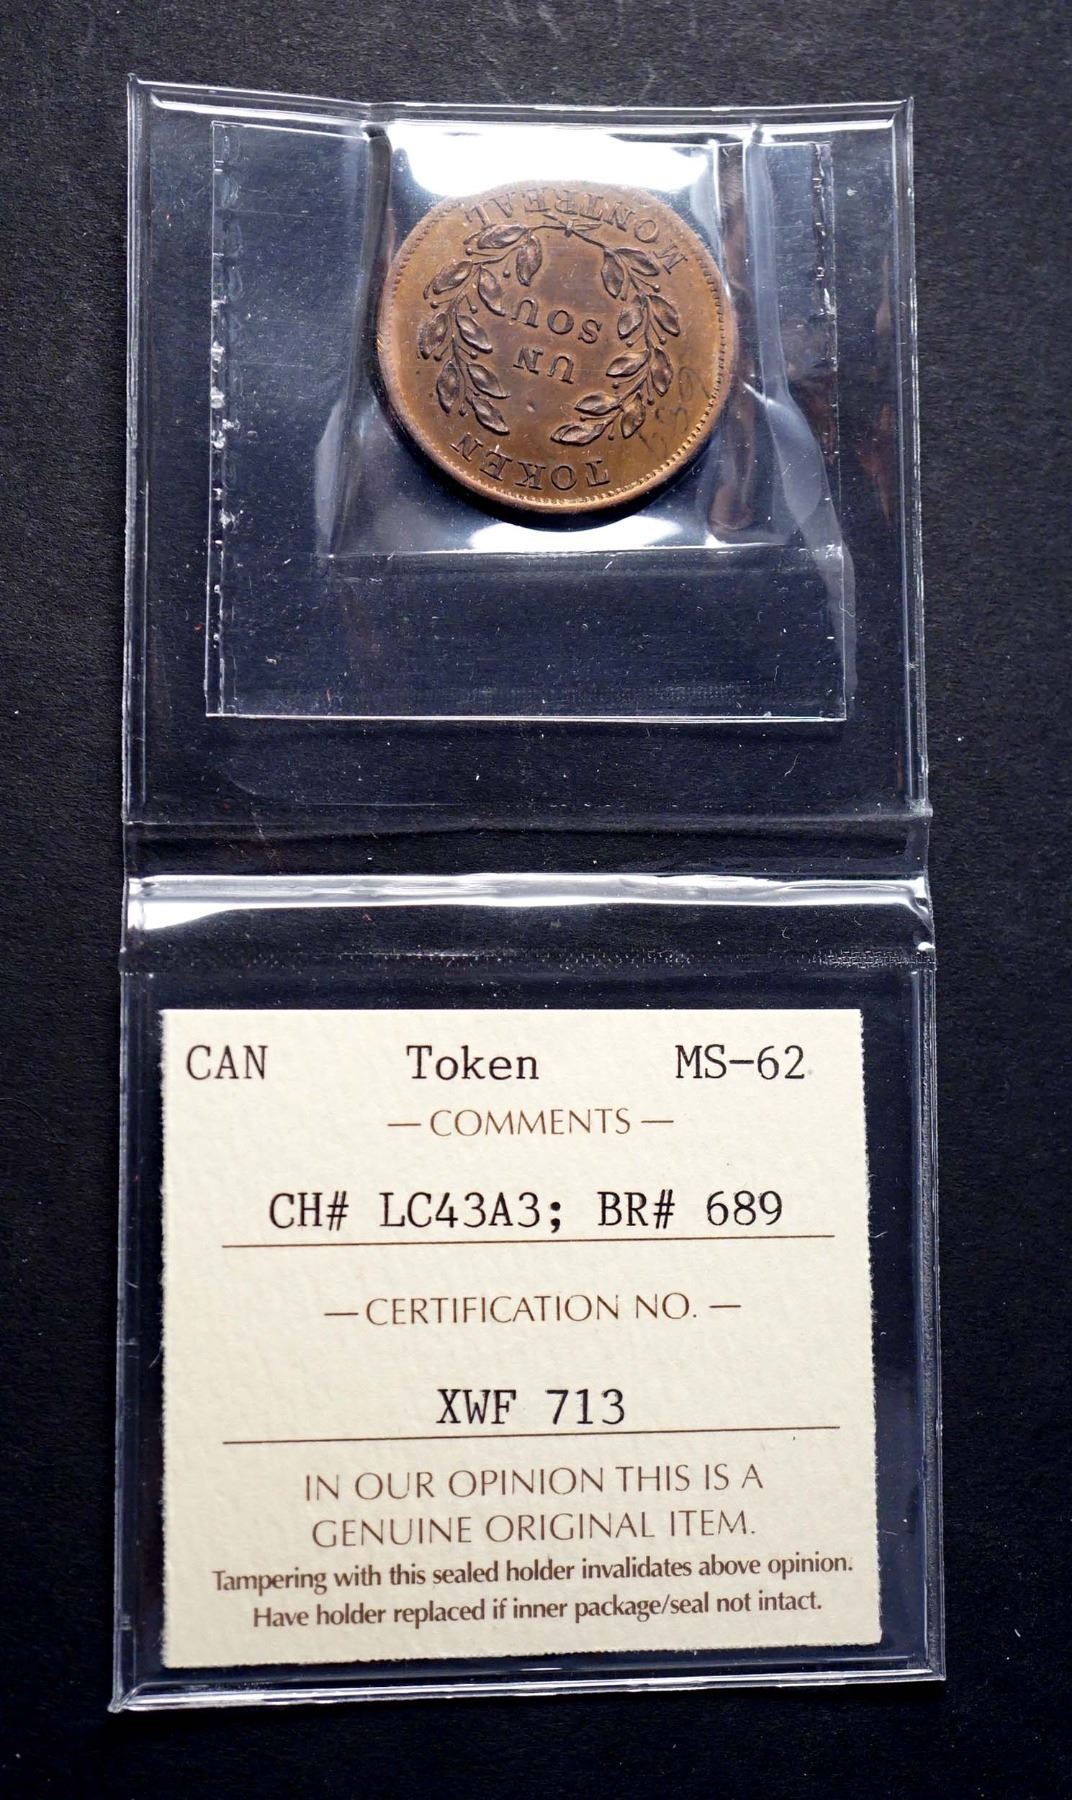 TOKEN
UN
SOU
MONTREAL
CAN Token MS-62
— COMMENTS —
CH# LC43A3; BR# 689
— CERTIFICATION NO. —
XWF 713
IN OUR OPINION THIS IS A
GENUINE ORIGINAL ITEM.
Tampering with this sealed holder invalidates above opinion.
Have holder replaced if inner package/seal not intact.